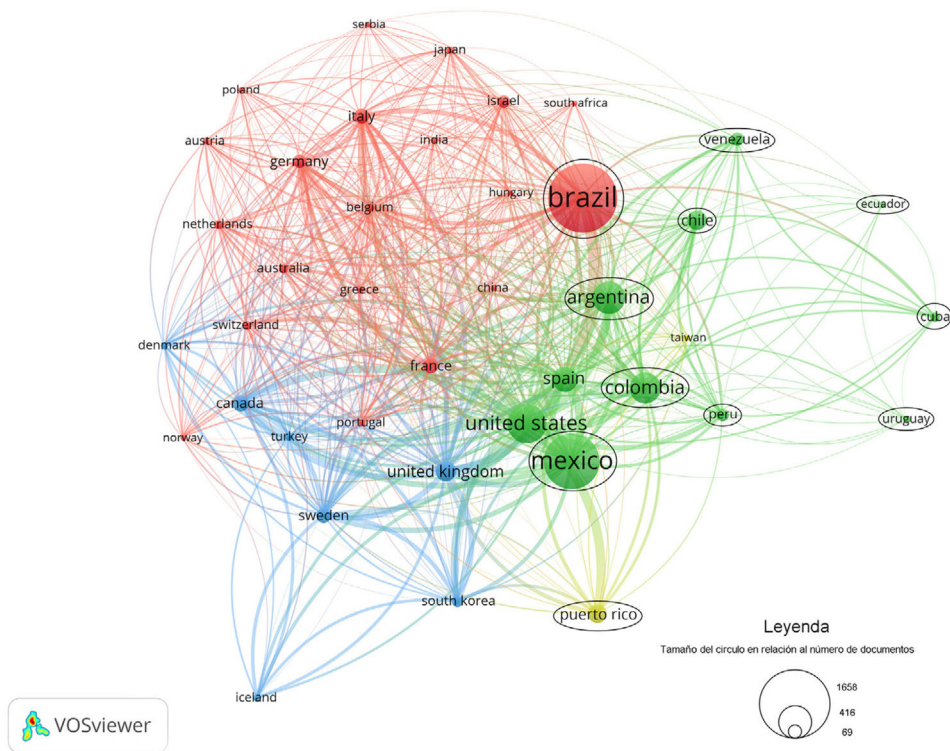 serbia
japan
poland
israel
south africa
italy
austria
india
venezuela
germany
hungary
brazil
belgium
ecuador
netherlands
chile
australia
greece
china
argentina
cuba
switzerland
taiwan
denmark
france
spain
colombia
canada
peru
uruguay
portugal
united states
norway
turkey
mexico
united kingdom
sweden
south korea
puerto rico
Leyenda
Tamaño del circulo en relación al número de documentos
1658
416
69
iceland
VOSviewer